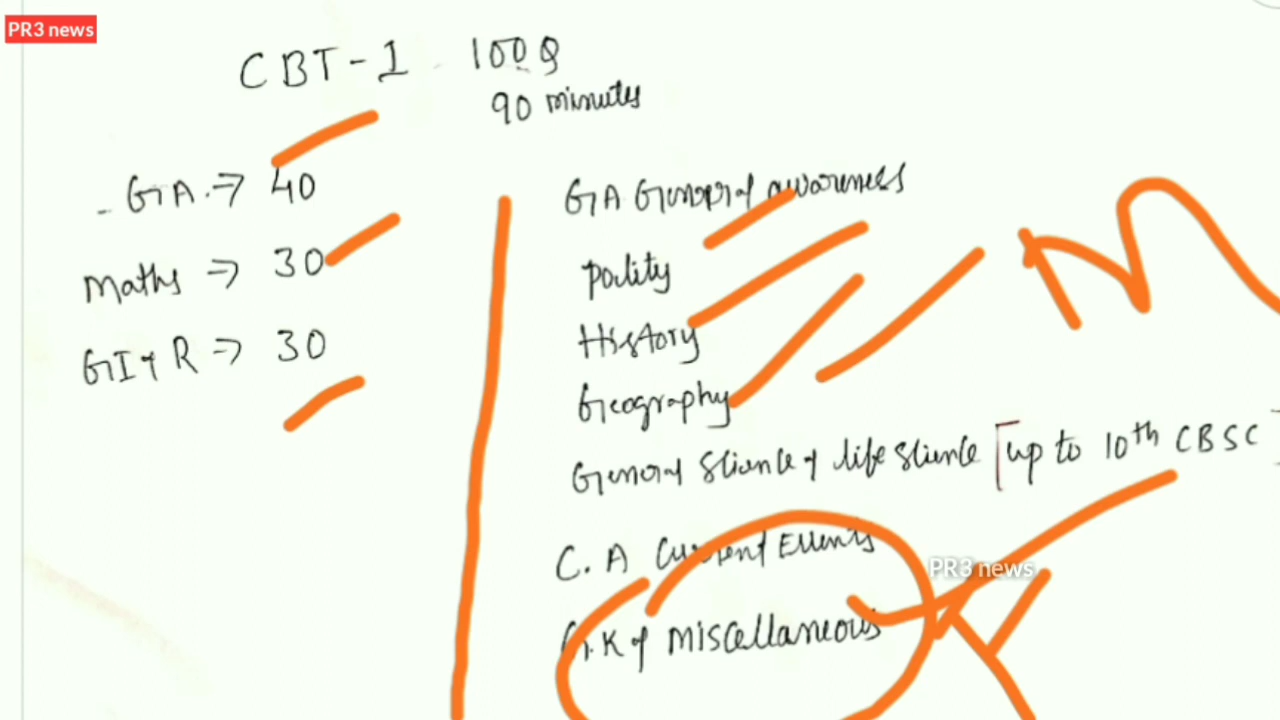 PR3 news
CBT-1 100Q
90 minutes
GA. → 40
Maths → 30
GI & R → 30
GA General awareness
Polity
History
Geography
General Science & life Science [up to 10th CBSC]
C. A Current Events
PR3 news
G.K & Miscellaneous